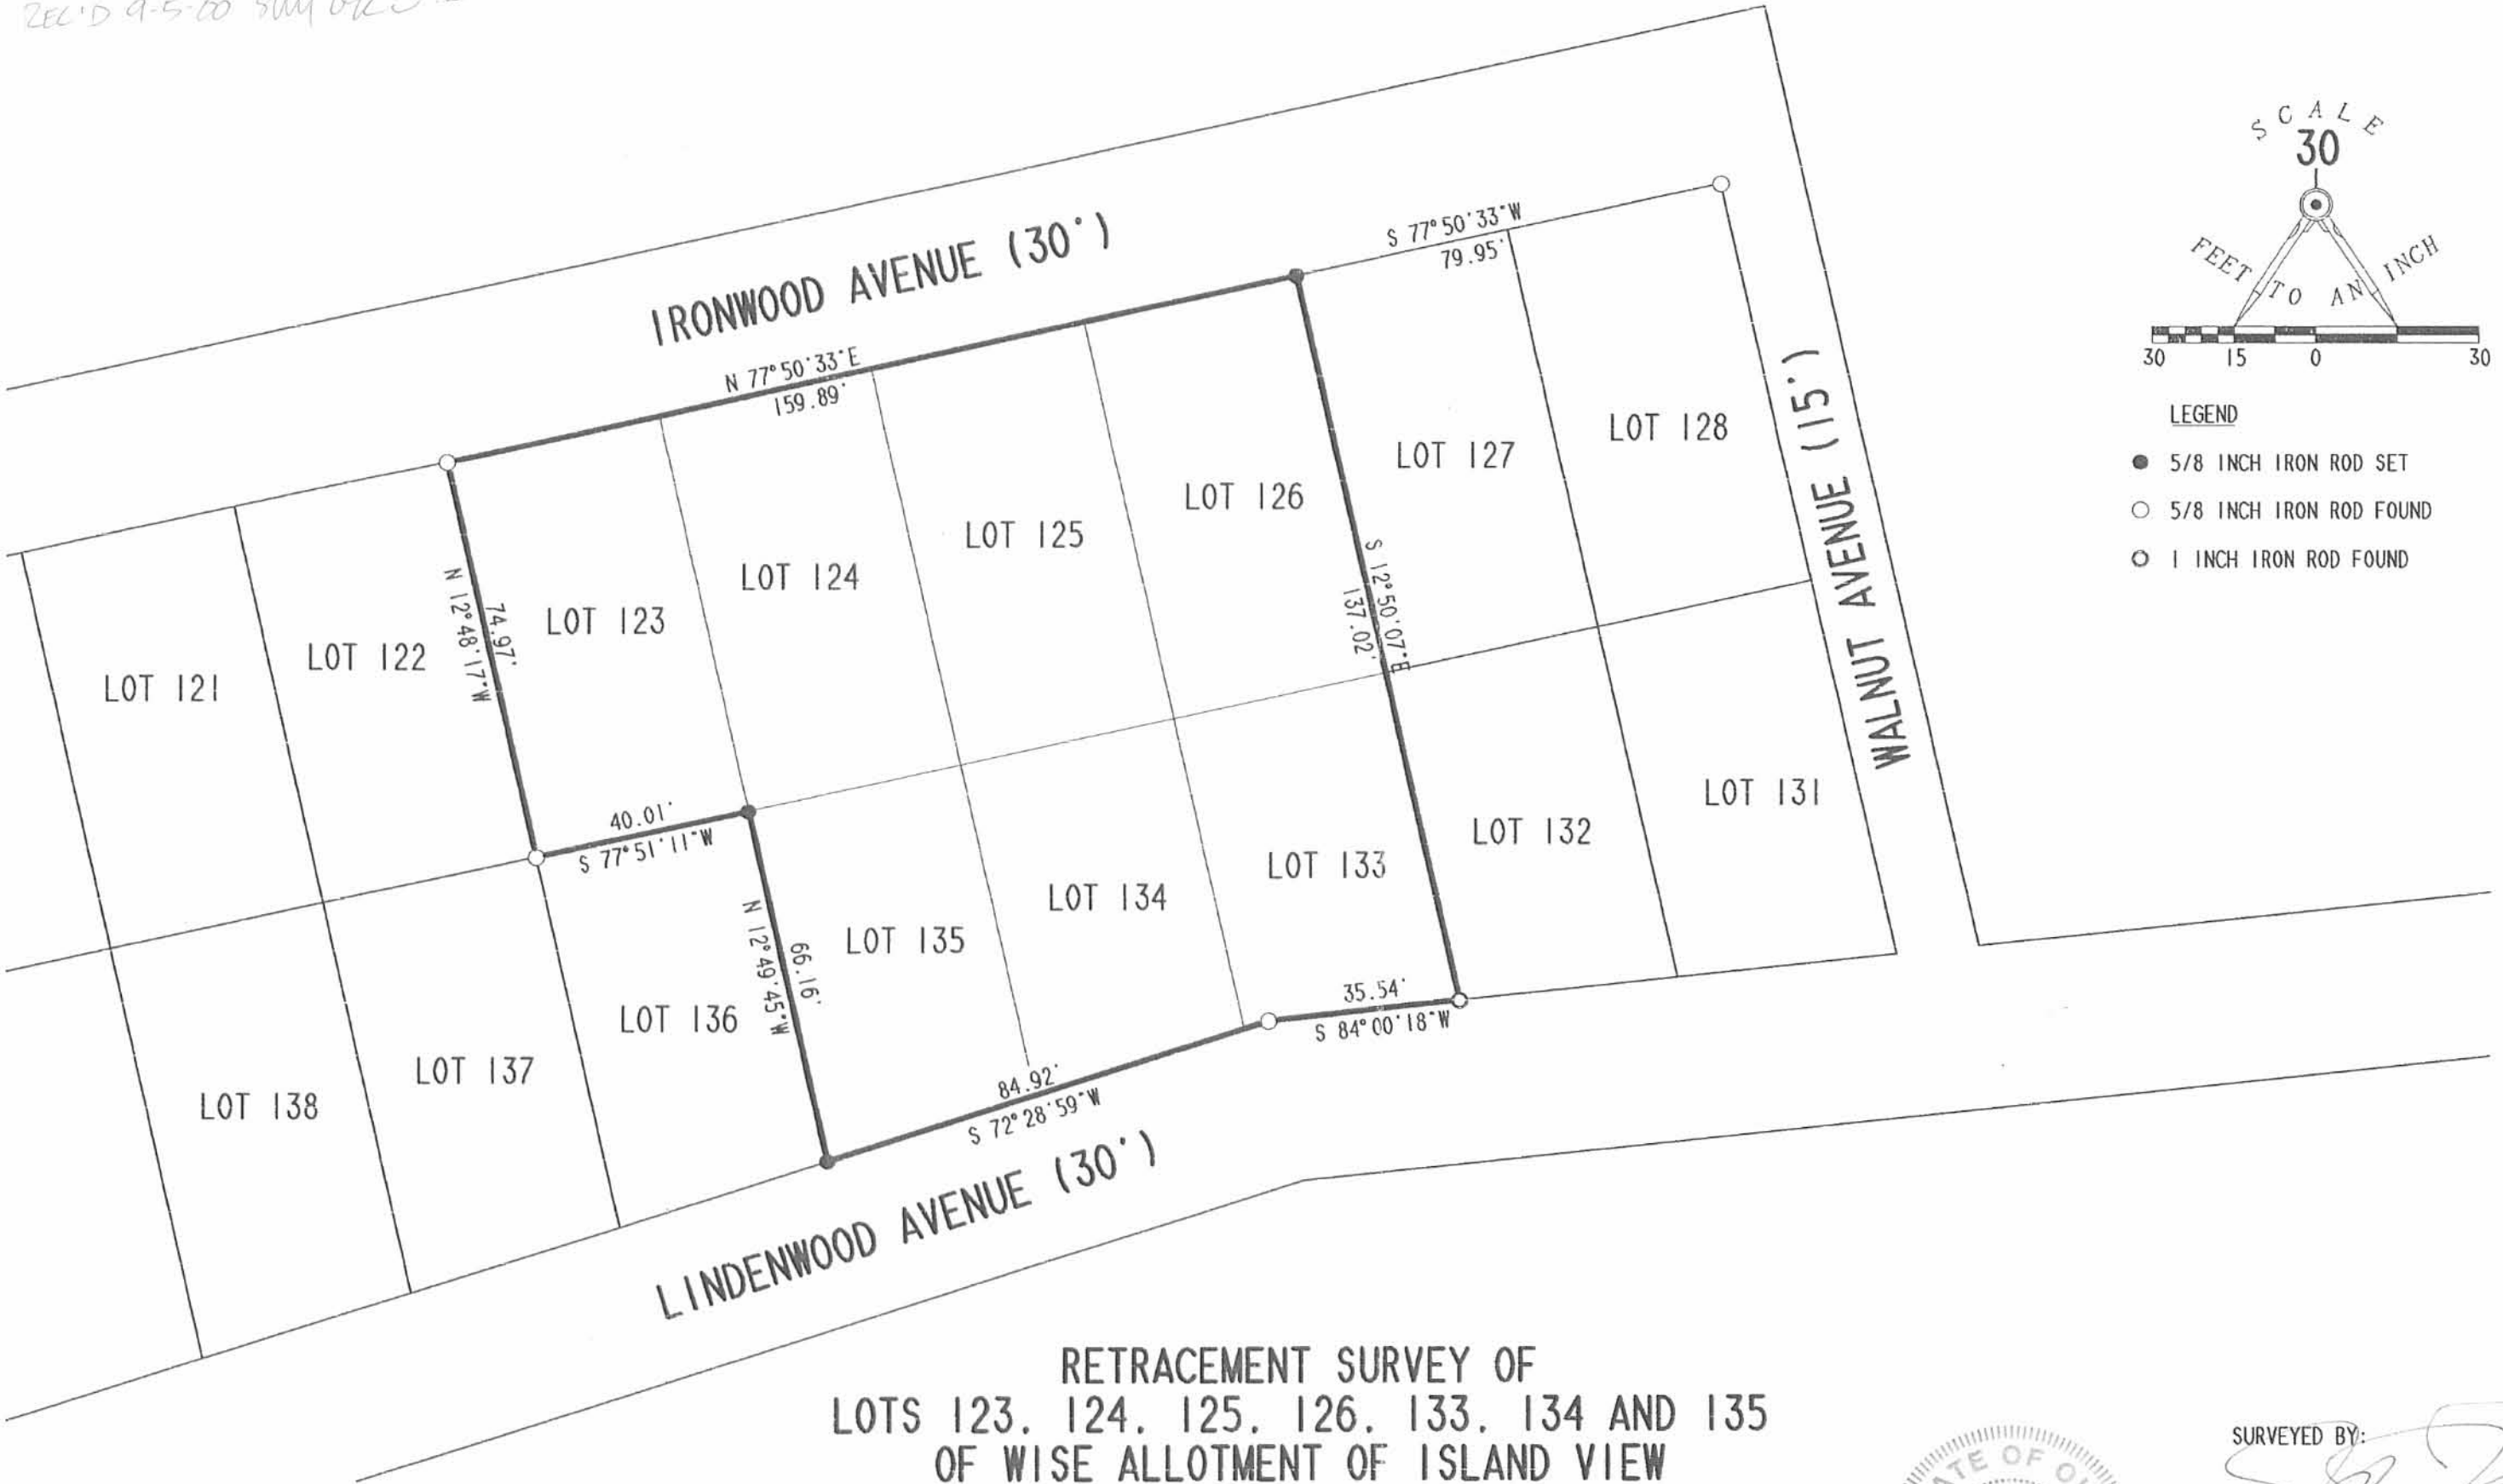 REC'D 9-5-00
SCALE
30
FEET TO AN INCH
30 15 0 30
LEGEND
5/8 INCH IRON ROD SET
5/8 INCH IRON ROD FOUND
1 INCH IRON ROD FOUND
IRONWOOD AVENUE (30')
S 77°50'33"W
79.95'
N 77°50'33"E
159.89'
WALNUT AVENUE (15')
LOT 128
LOT 127
LOT 126
LOT 125
LOT 124
LOT 123
LOT 122
LOT 121
N 12°48'17"W
74.97'
S 12°50'07"E
137.02'
40.01'
S 77°51'11"W
LOT 131
LOT 132
LOT 133
LOT 134
LOT 135
LOT 136
LOT 137
LOT 138
N 12°49'45"W
66.16'
35.54'
S 84°00'18"W
84.92'
S 72°28'59"W
LINDENWOOD AVENUE (30')
RETRACEMENT SURVEY OF
LOTS 123, 124, 125, 126, 133, 134 AND 135
OF WISE ALLOTMENT OF ISLAND VIEW
SURVEYED BY: